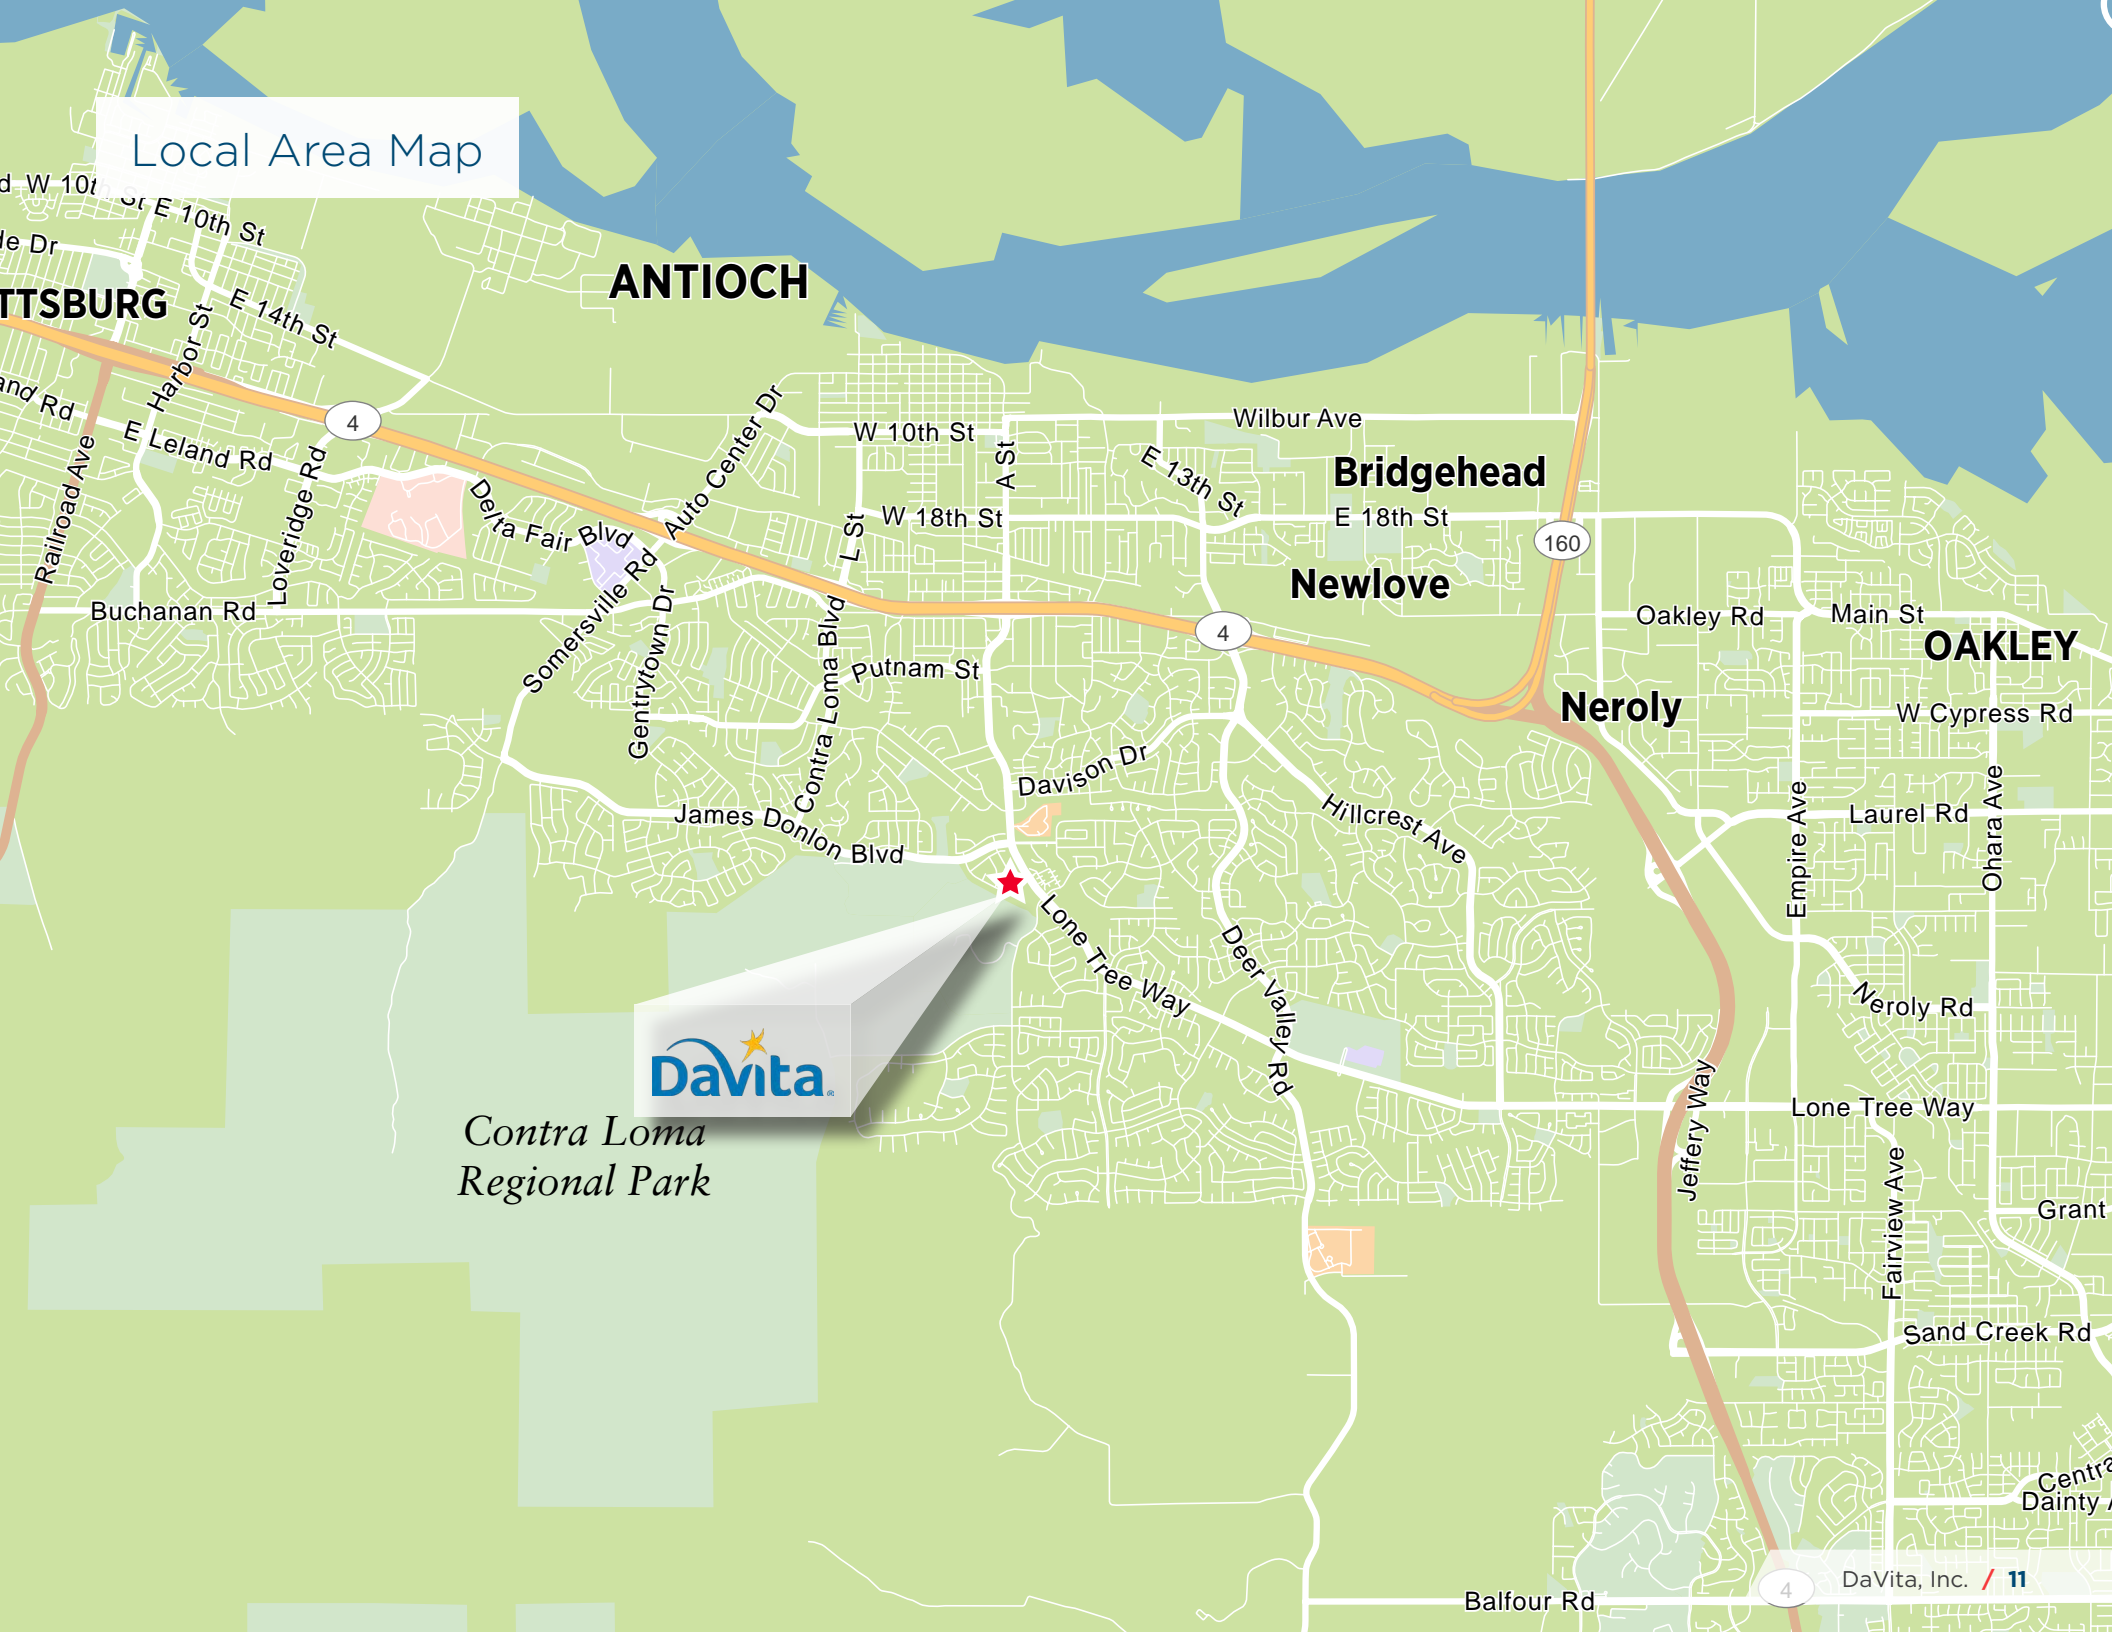 Local Area Map
W 10th St
E 10th St
de Dr
TTSBURG
E 14th St
Harbor St
ANTIOCH
4
and Rd
E Leland Rd
Railroad Ave
Loveridge Rd
Delta Fair Blvd
Auto Center Dr
W 10th St
A St
Wilbur Ave
E 13th St
Bridgehead
W 18th St
E 18th St
L St
160
Newlove
Buchanan Rd
Somersville Rd
Gentrytown Dr
Contra Loma Blvd
Putnam St
4
Oakley Rd
Main St
OAKLEY
Neroly
W Cypress Rd
Davison Dr
Hillcrest Ave
James Donlon Blvd
Empire Ave
Laurel Rd
Ohara Ave
Lone Tree Way
Deer Valley Rd
Neroly Rd
DaVita®
Contra Loma
Regional Park
Jeffery Way
Lone Tree Way
Fairview Ave
Grant
Sand Creek Rd
Centra
Dainty A
Balfour Rd
4
DaVita, Inc. / 11